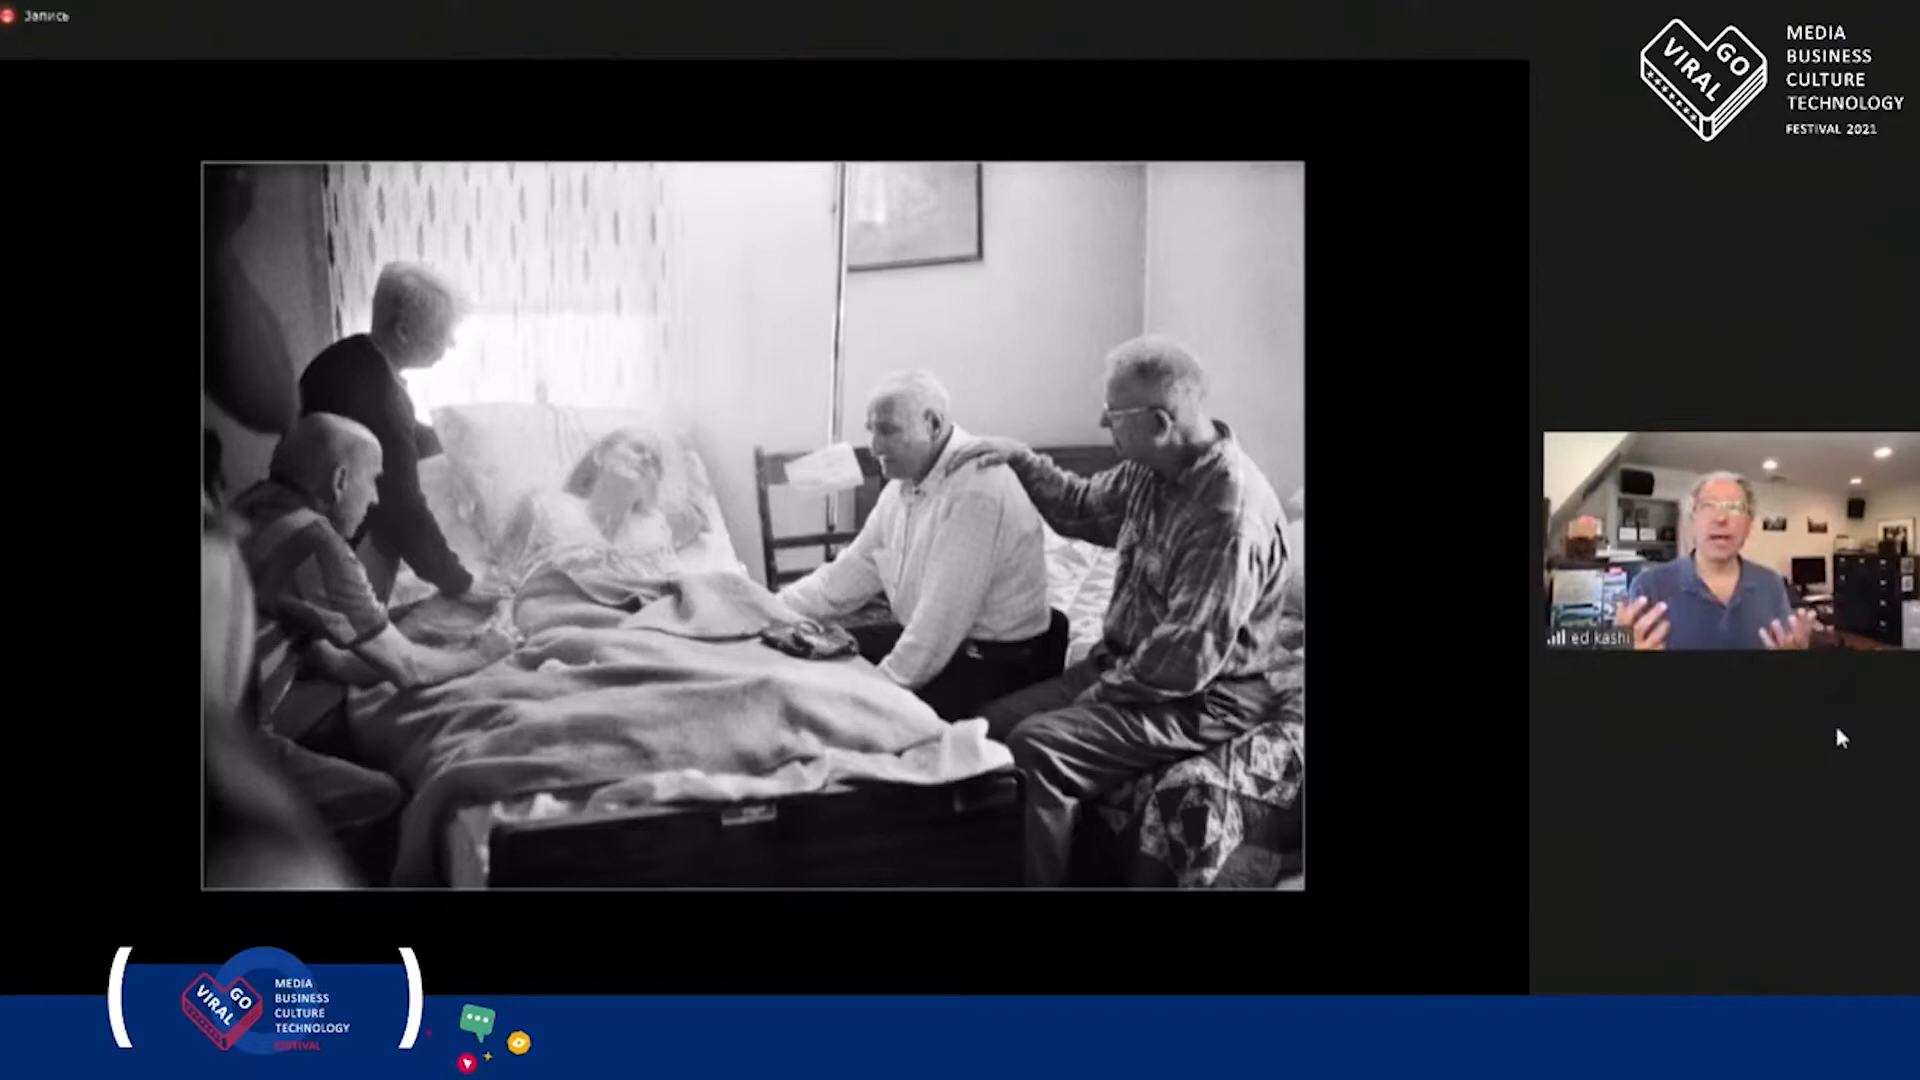 Запись
VIRAL
GO
MEDIA
BUSINESS
CULTURE
TECHNOLOGY
FESTIVAL 2021
ed kashi
VIRAL
GO
MEDIA
BUSINESS
CULTURE
TECHNOLOGY
FESTIVAL